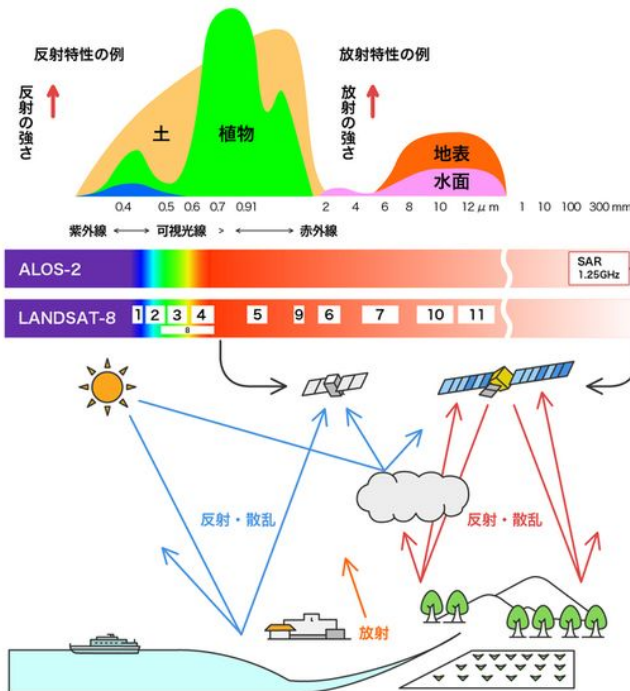 反射特性の例
放射特性の例
反射の強さ
放射の強さ
土
植物
地表
水面
0.4 0.5 0.6 0.7 0.91 2 4 6 8 10 12 μm 1 10 100 300 mm
紫外線 <--> 可視光線 > <--> 赤外線
ALOS-2
SAR
1.25GHz
LANDSAT-8 1 2 3 4 5 9 6 7 10 11
8
反射・散乱
反射・散乱
放射